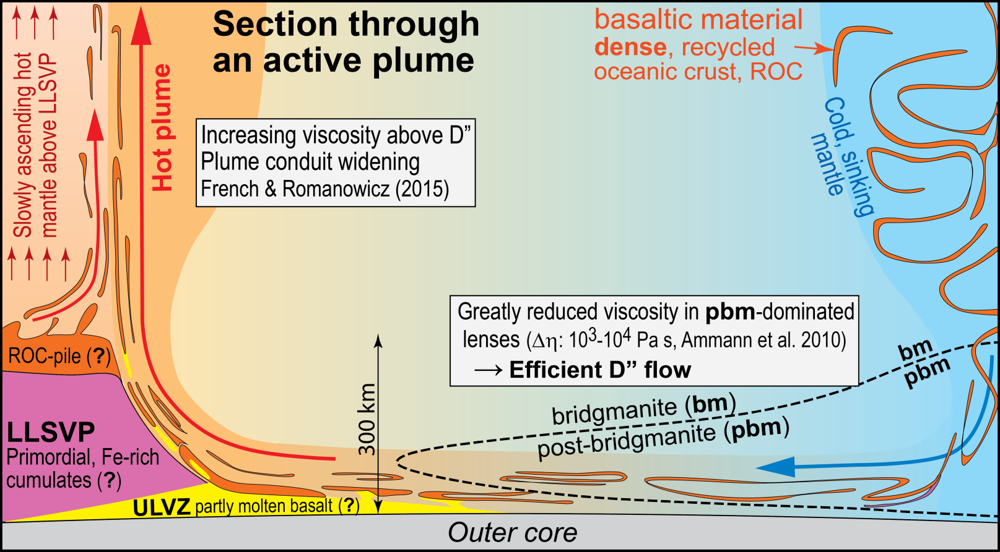 Section through
an active plume
basaltic material
dense, recycled
oceanic crust, ROC
Slowly ascending hot
mantle above LLSVP
Hot plume
Increasing viscosity above D”
Plume conduit widening
French & Romanowicz (2015)
Cold, sinking
mantle
Greatly reduced viscosity in pbm-dominated
lenses (Δη: 10³-10⁴ Pa s, Ammann et al. 2010)
→ Efficient D” flow
bm
pbm
ROC-pile (?)
300 km
bridgmanite (bm)
post-bridgmanite (pbm)
LLSVP
Primordial, Fe-rich
cumulates (?)
ULVZ partly molten basalt (?)
Outer core